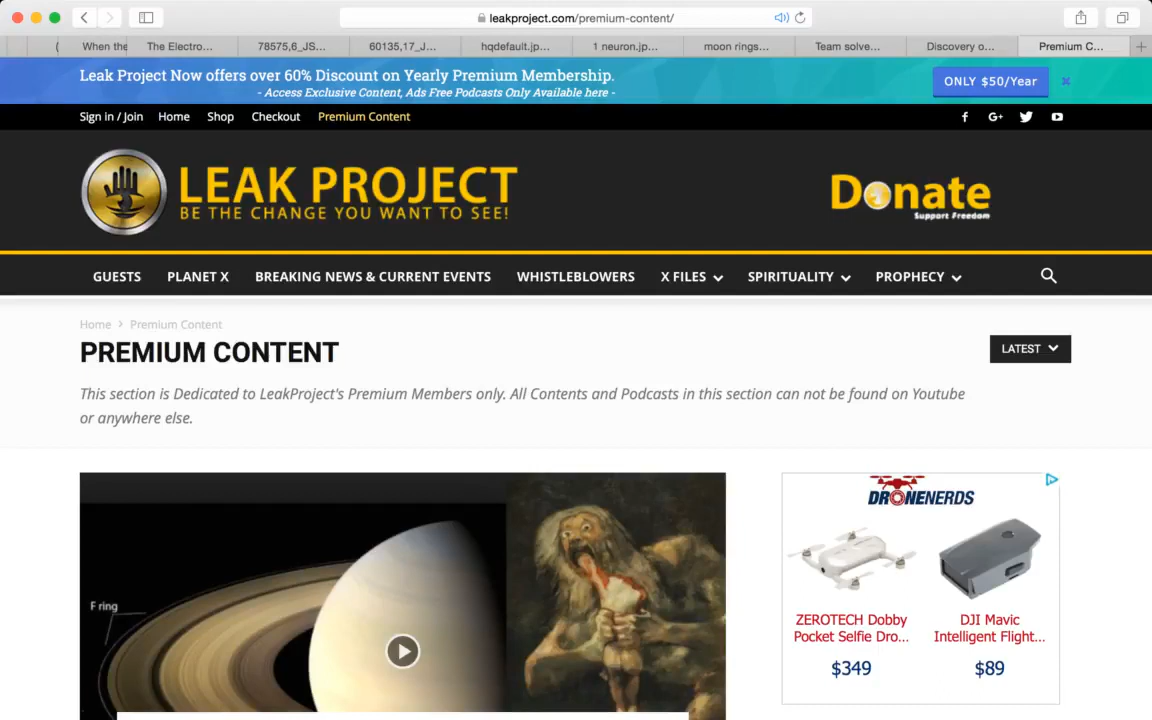 leakproject.com/premium-content/
When the
The Electro...
78575,6_JS...
60135,17_J...
hqdefault.jp...
1 neuron.jp...
moon rings...
Team solve...
Discovery o...
Premium C...
Leak Project Now offers over 60% Discount on Yearly Premium Membership.
- Access Exclusive Content, Ads Free Podcasts Only Available here -
ONLY $50/Year
Sign in / Join Home Shop Checkout Premium Content
LEAK PROJECT
BE THE CHANGE YOU WANT TO SEE!
Donate
Support Freedom
GUESTS PLANET X BREAKING NEWS & CURRENT EVENTS WHISTLEBLOWERS X FILES SPIRITUALITY PROPHECY
Home > Premium Content
PREMIUM CONTENT
LATEST
This section is Dedicated to LeakProject's Premium Members only. All Contents and Podcasts in this section can not be found on Youtube
or anywhere else.
F ring
DRONENERDS
ZEROTECH Dobby
Pocket Selfie Dro...
$349
DJI Mavic
Intelligent Flight...
$89